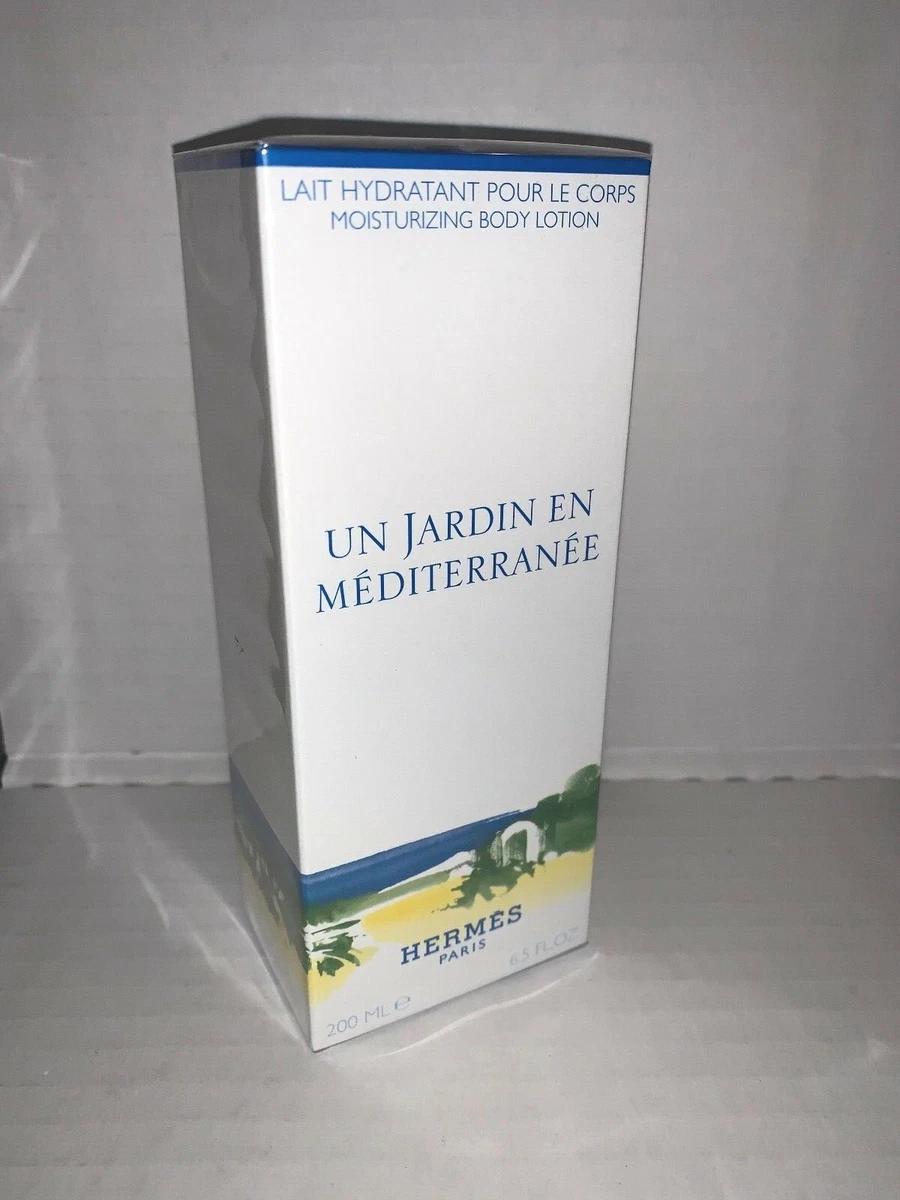 LAIT HYDRATANT POUR LE CORPS
MOISTURIZING BODY LOTION
UN JARDIN EN
MÉDITERRANÉE
HERMÈS
PARIS
6.5 FL.OZ
200 ML e